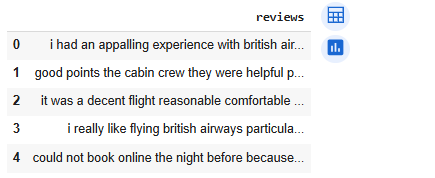 reviews
0 i had an appalling experience with british air...
1 good points the cabin crew they were helpful p...
2 it was a decent flight reasonable comfortable ...
3 i really like flying british airways particula...
4 could not book online the night before because...